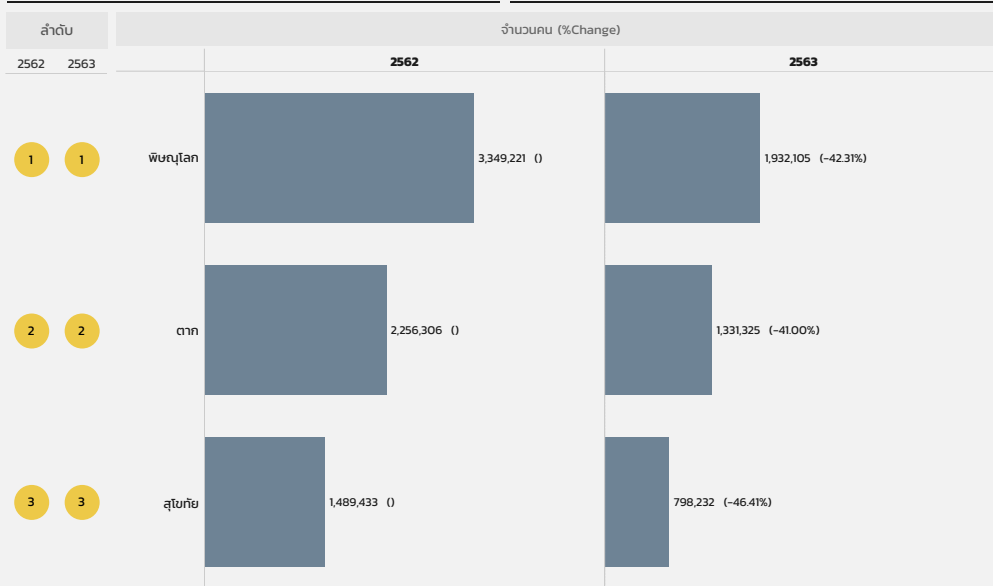 ลำดับ
จำนวนคน (%Change)
2562 2563
2562 2563
1 1 พิษณุโลก 3,349,221 () 1,932,105 (-42.31%)
2 2 ตาก 2,256,306 () 1,331,325 (-41.00%)
3 3 สุโขทัย 1,489,433 () 798,232 (-46.41%)